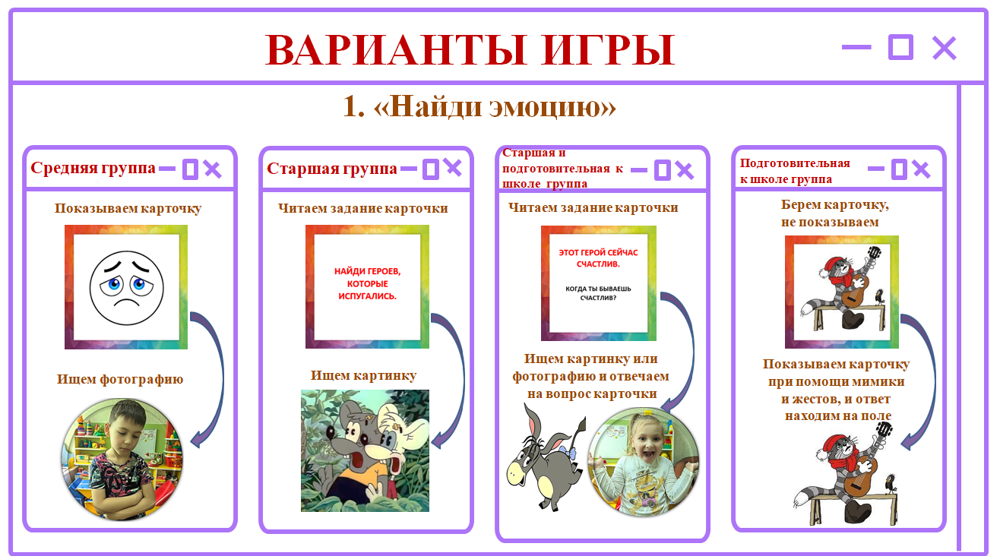 ВАРИАНТЫ ИГРЫ
1. «Найди эмоцию»
Средняя группа
Показываем карточку
Ищем фотографию
Старшая группа
Читаем задание карточки
НАЙДИ ГЕРОЕВ,
КОТОРЫЕ
ИСПУГАЛИСЬ.
Ищем картинку
Старшая и
подготовительная к
школе группа
Читаем задание карточки
ЭТОТ ГЕРОЙ СЕЙЧАС
СЧАСТЛИВ.
КОГДА ТЫ БЫВАЕШЬ
СЧАСТЛИВ?
Ищем картинку или
фотографию и отвечаем
на вопрос карточки
Подготовительная
к школе группа
Берем карточку,
не показываем
Показываем карточку
при помощи мимики
и жестов, и ответ
находим на поле